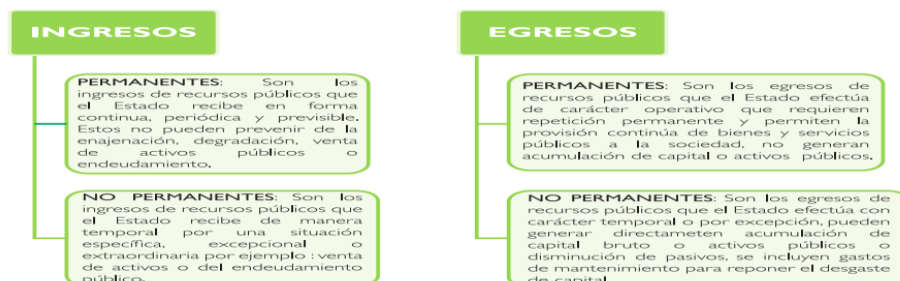 INGRESOS
PERMANENTES: Son los
ingresos de recursos públicos que
el Estado recibe en forma
continua, periódica y previsible.
Estos no pueden prevenir de la
enajenación, degradación, venta
de activos públicos o
endeudamiento.
NO PERMANENTES: Son los
ingresos de recursos públicos que
el Estado recibe de manera
temporal por una situación
específica, excepcional o
extraordinaria por ejemplo : venta
de activos o del endeudamiento
público.
EGRESOS
PERMANENTES: Son los egresos de
recursos públicos que el Estado efectúa
de carácter operativo que requieren
repetición permanente y permiten la
provisión continúa de bienes y servicios
públicos a la sociedad, no generan
acumulación de capital o activos públicos.
NO PERMANENTES: Son los egresos de
recursos públicos que el Estado efectúa con
carácter temporal o por excepción, pueden
generar directameten acumulación de
capital bruto o activos públicos o
disminución de pasivos, se incluyen gastos
de mantenimiento para reponer el desgaste
de capital